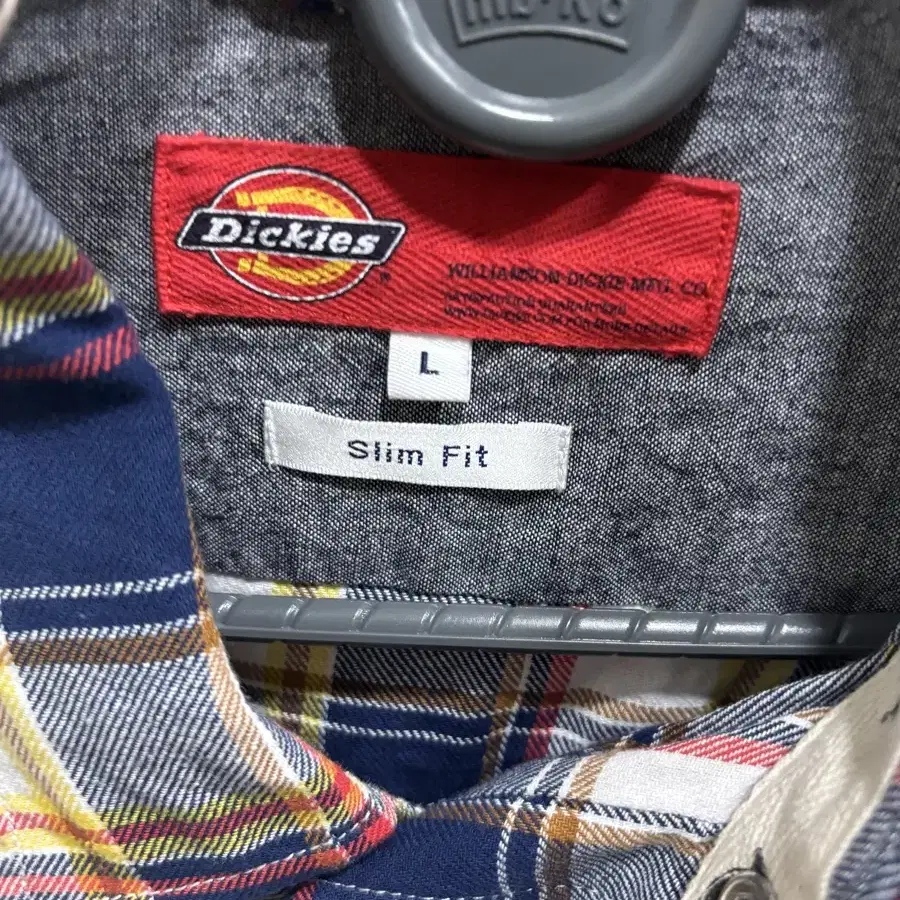 Dickies
WILLIAMSON-DICKIE MFG. CO.
L
Slim Fit